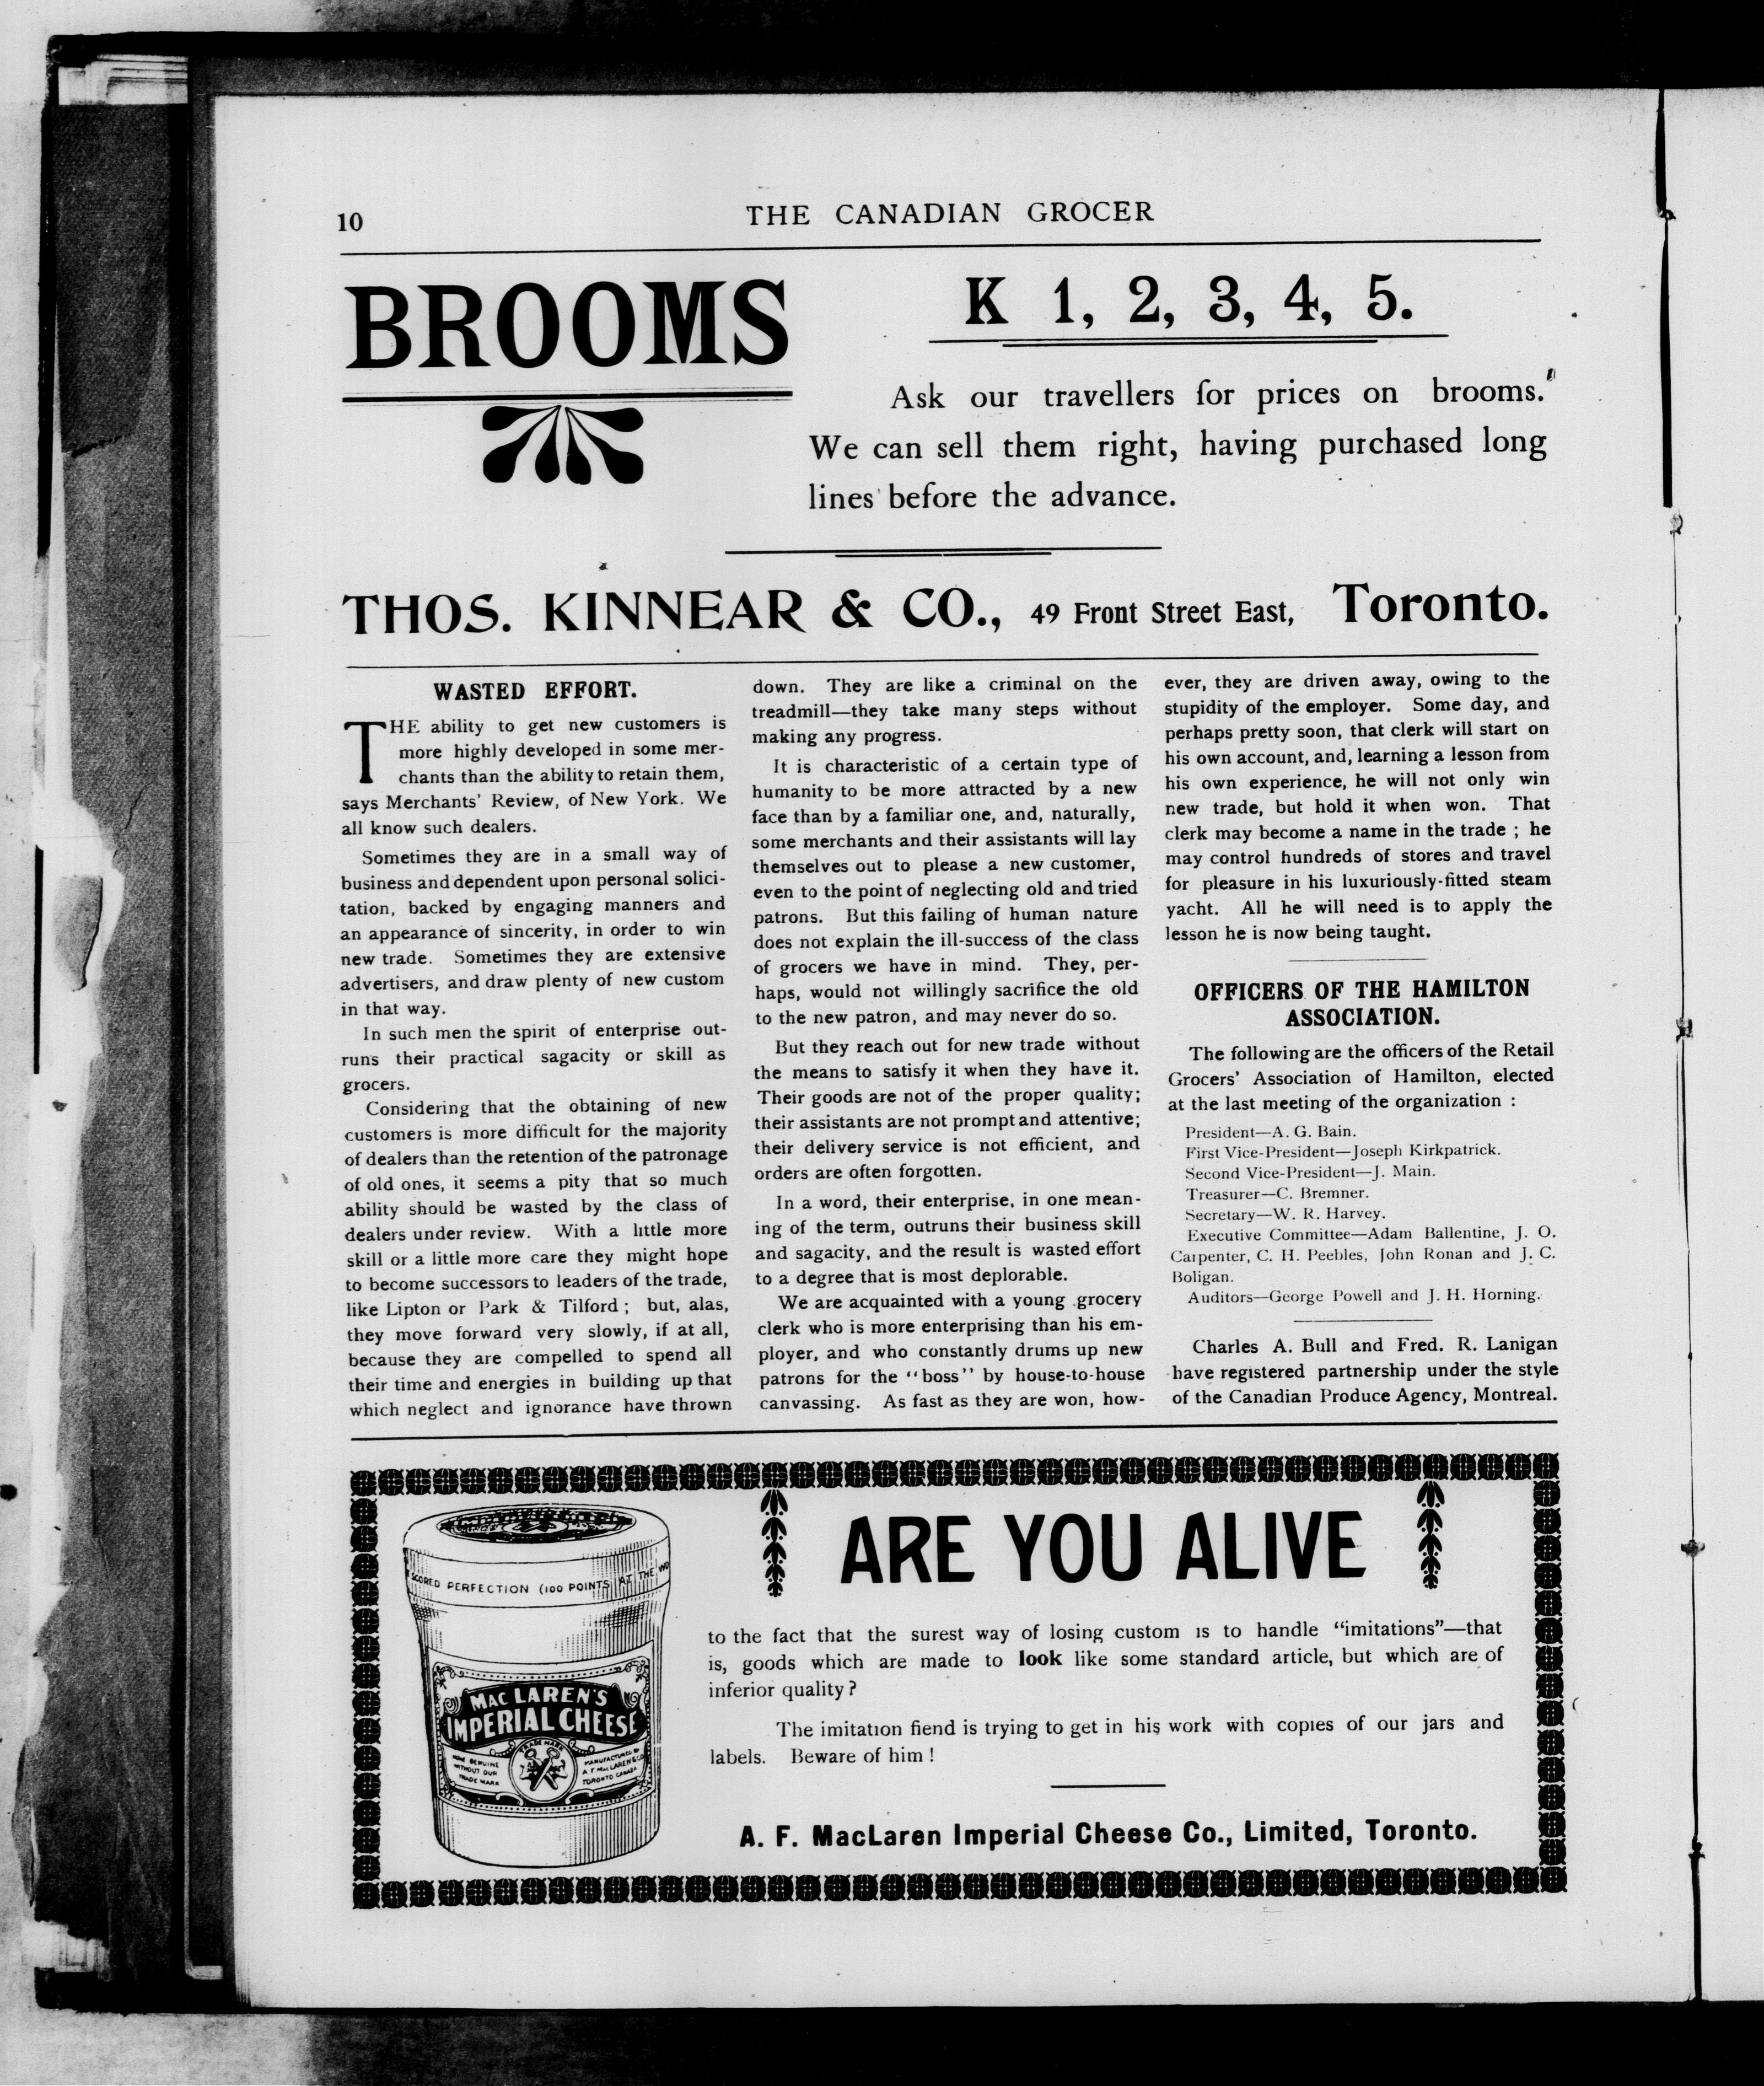 10
THE CANADIAN GROCER
BROOMS
K 1, 2, 3, 4, 5.
Ask our travellers for prices on brooms.
We can sell them right, having purchased long
lines before the advance.
THOS. KINNEAR & CO., 49 Front Street East, Toronto.
WASTED EFFORT.
THE ability to get new customers is
more highly developed in some mer-
chants than the ability to retain them,
says Merchants' Review, of New York. We
all know such dealers.
Sometimes they are in a small way of
business and dependent upon personal solici-
tation, backed by engaging manners and
an appearance of sincerity, in order to win
new trade. Sometimes they are extensive
advertisers, and draw plenty of new custom
in that way.
In such men the spirit of enterprise out-
runs their practical sagacity or skill as
grocers.
Considering that the obtaining of new
customers is more difficult for the majority
of dealers than the retention of the patronage
of old ones, it seems a pity that so much
ability should be wasted by the class of
dealers under review. With a little more
skill or a little more care they might hope
to become successors to leaders of the trade,
like Lipton or Park & Tilford ; but, alas,
they move forward very slowly, if at all,
because they are compelled to spend all
their time and energies in building up that
which neglect and ignorance have thrown
down. They are like a criminal on the
treadmill—they take many steps without
making any progress.
It is characteristic of a certain type of
humanity to be more attracted by a new
face than by a familiar one, and, naturally,
some merchants and their assistants will lay
themselves out to please a new customer,
even to the point of neglecting old and tried
patrons. But this failing of human nature
does not explain the ill-success of the class
of grocers we have in mind. They, per-
haps, would not willingly sacrifice the old
to the new patron, and may never do so.
But they reach out for new trade without
the means to satisfy it when they have it.
Their goods are not of the proper quality;
their assistants are not prompt and attentive;
their delivery service is not efficient, and
orders are often forgotten.
In a word, their enterprise, in one mean-
ing of the term, outruns their business skill
and sagacity, and the result is wasted effort
to a degree that is most deplorable.
We are acquainted with a young grocery
clerk who is more enterprising than his em-
ployer, and who constantly drums up new
patrons for the "boss" by house-to-house
canvassing. As fast as they are won, how-
ever, they are driven away, owing to the
stupidity of the employer. Some day, and
perhaps pretty soon, that clerk will start on
his own account, and, learning a lesson from
his own experience, he will not only win
new trade, but hold it when won. That
clerk may become a name in the trade ; he
may control hundreds of stores and travel
for pleasure in his luxuriously-fitted steam
yacht. All he will need is to apply the
lesson he is now being taught.
OFFICERS OF THE HAMILTON
ASSOCIATION.
The following are the officers of the Retail
Grocers' Association of Hamilton, elected
at the last meeting of the organization :
President—A. G. Bain.
First Vice-President—Joseph Kirkpatrick.
Second Vice-President—J. Main.
Treasurer—C. Bremner.
Secretary—W. R. Harvey.
Executive Committee—Adam Ballentine, J. O.
Carpenter, C. H. Peebles, John Ronan and J. C.
Boligan.
Auditors—George Powell and J. H. Horning.
Charles A. Bull and Fred. R. Lanigan
have registered partnership under the style
of the Canadian Produce Agency, Montreal.
SCORED PERFECTION (100 POINTS) AT THE
MACLAREN'S
IMPERIAL CHEESE
NONE GENUINE
WITHOUT OUR
TRADE MARK
TRADE MARK
MANUFACTURED BY
A. F. MACLAREN & CO
TORONTO CANADA
ARE YOU ALIVE
to the fact that the surest way of losing custom is to handle "imitations"—that
is, goods which are made to look like some standard article, but which are of
inferior quality ?
The imitation fiend is trying to get in his work with copies of our jars and
labels. Beware of him !
A. F. MacLaren Imperial Cheese Co., Limited, Toronto.